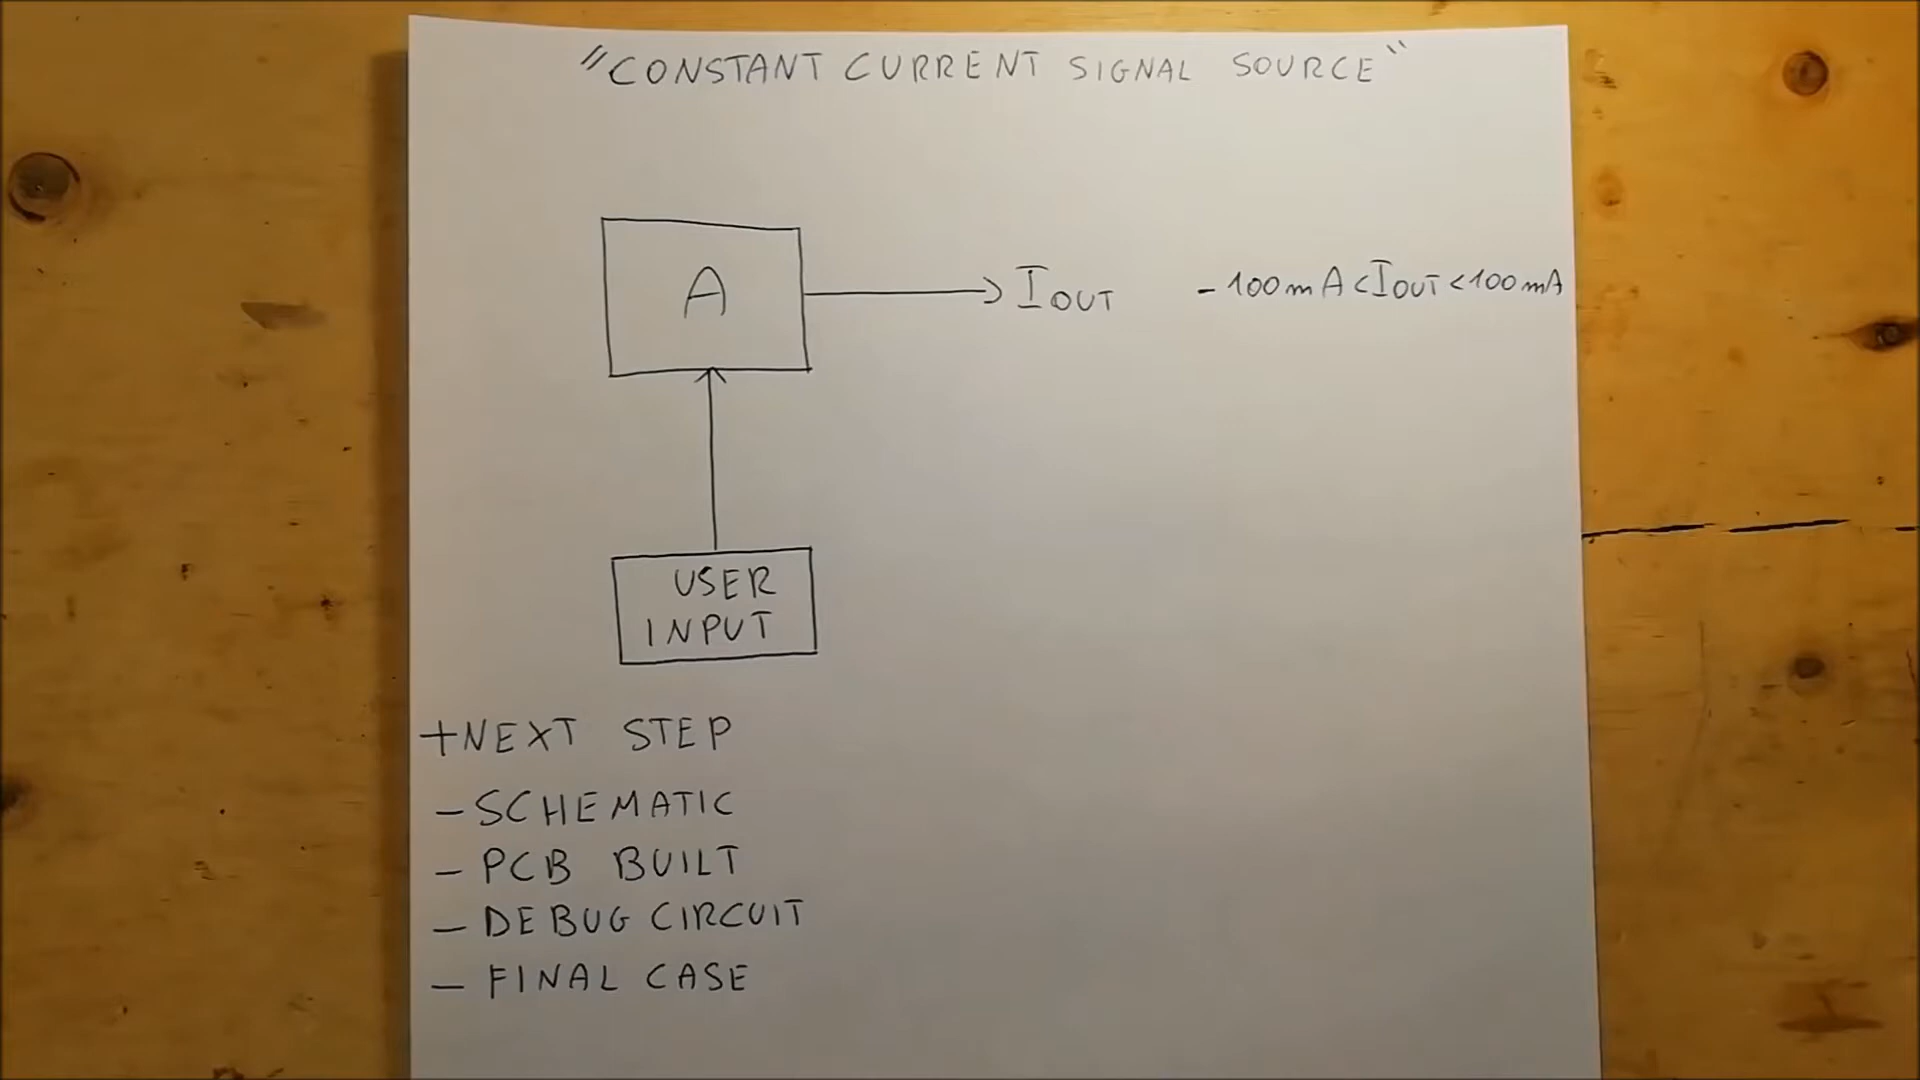 "CONSTANT CURRENT SIGNAL SOURCE"
A
IOUT
-100mA<IOUT<100mA
USER
INPUT
+NEXT STEP
-SCHEMATIC
- PCB BUILT
- DEBUG CIRCUIT
- FINAL CASE